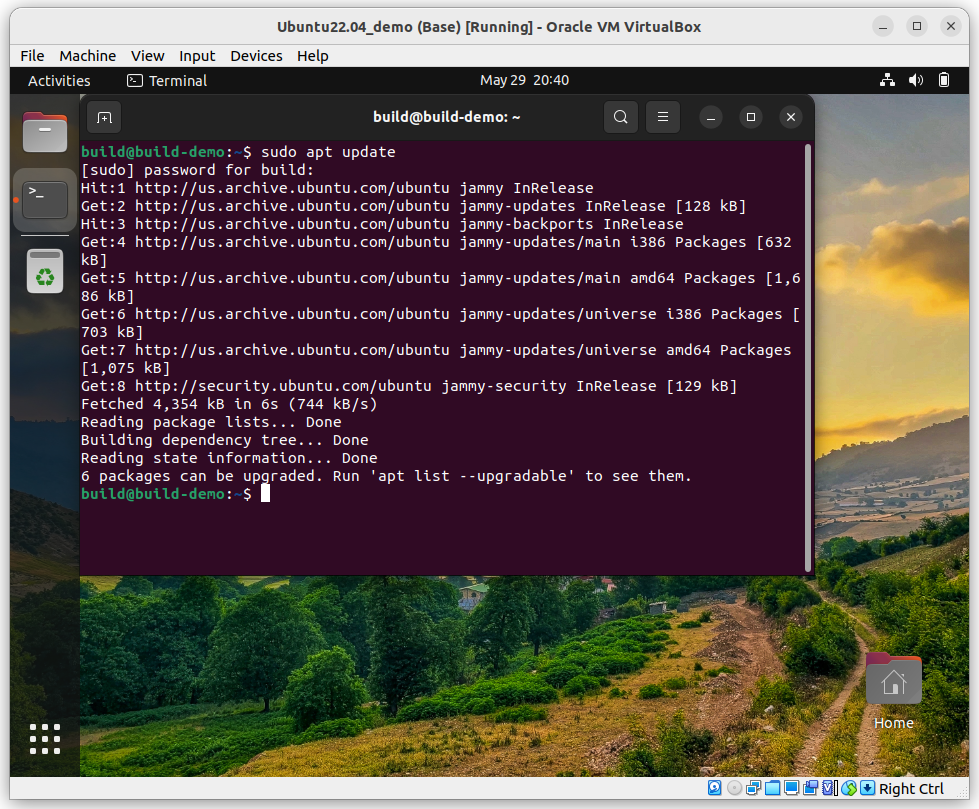 Ubuntu22.04_demo (Base) [Running] - Oracle VM VirtualBox
File Machine View Input Devices Help
Activities Terminal May 29 20:40
build@build-demo: ~
build@build-demo:~$ sudo apt update
[sudo] password for build:
Hit:1 http://us.archive.ubuntu.com/ubuntu jammy InRelease
Get:2 http://us.archive.ubuntu.com/ubuntu jammy-updates InRelease [128 kB]
Hit:3 http://us.archive.ubuntu.com/ubuntu jammy-backports InRelease
Get:4 http://us.archive.ubuntu.com/ubuntu jammy-updates/main i386 Packages [632
kB]
Get:5 http://us.archive.ubuntu.com/ubuntu jammy-updates/main amd64 Packages [1,6
86 kB]
Get:6 http://us.archive.ubuntu.com/ubuntu jammy-updates/universe i386 Packages [
703 kB]
Get:7 http://us.archive.ubuntu.com/ubuntu jammy-updates/universe amd64 Packages
[1,075 kB]
Get:8 http://security.ubuntu.com/ubuntu jammy-security InRelease [129 kB]
Fetched 4,354 kB in 6s (744 kB/s)
Reading package lists... Done
Building dependency tree... Done
Reading state information... Done
6 packages can be upgraded. Run 'apt list --upgradable' to see them.
build@build-demo:~$
Home
Right Ctrl